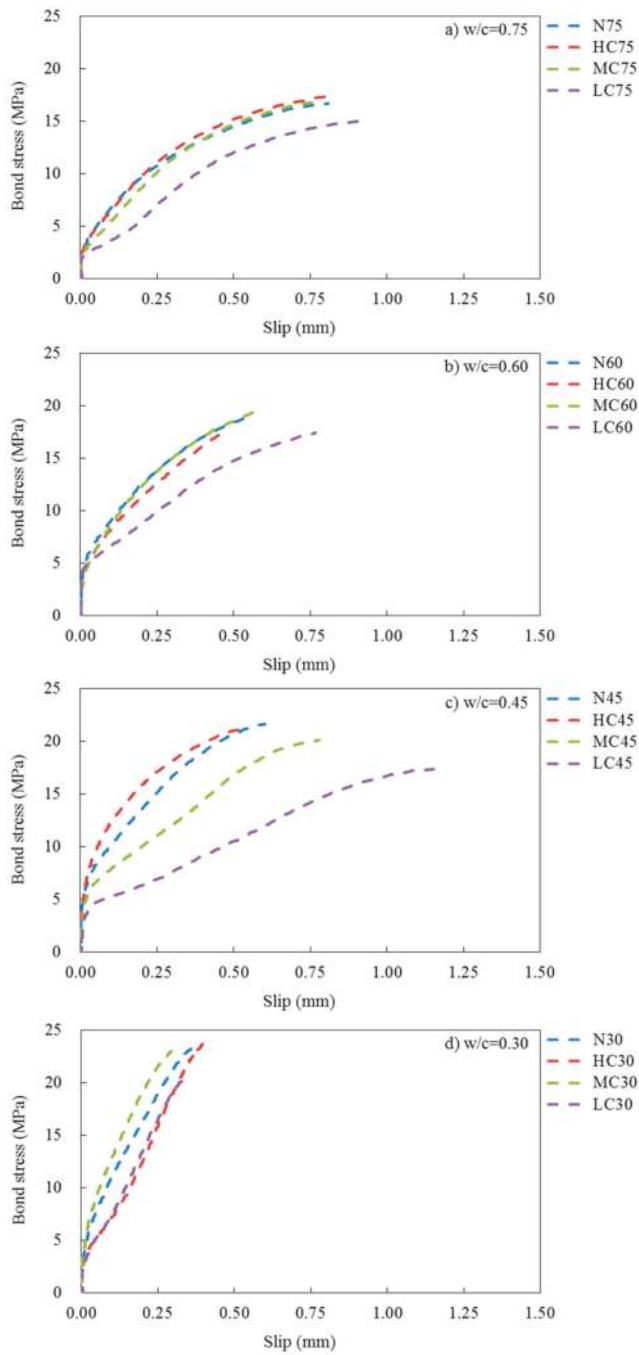 25
a) w/c=0.75
N75
HC75
MC75
LC75
20
15
10
5
0
Bond stress (MPa)
0.00 0.25 0.50 0.75 1.00 1.25 1.50
Slip (mm)
25
b) w/c=0.60
N60
HC60
MC60
LC60
20
15
10
5
0
Bond stress (MPa)
0.00 0.25 0.50 0.75 1.00 1.25 1.50
Slip (mm)
25
c) w/c=0.45
N45
HC45
MC45
LC45
20
15
10
5
0
Bond stress (MPa)
0.00 0.25 0.50 0.75 1.00 1.25 1.50
Slip (mm)
25
d) w/c=0.30
N30
HC30
MC30
LC30
20
15
10
5
0
Bond stress (MPa)
0.00 0.25 0.50 0.75 1.00 1.25 1.50
Slip (mm)